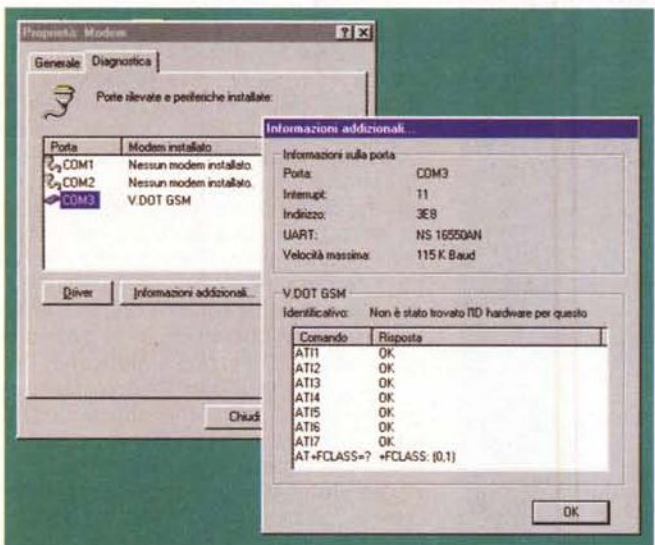 Proprietà: Modem
Generale Diagnostica
Porte rilevate e periferiche installate:
Porta Modem installato
COM1 Nessun modem installato.
COM2 Nessun modem installato.
COM3 V.DOT GSM
Driver Informazioni addizionali...
Chiudi
Informazioni addizionali...
Informazioni sulla porta
Porta: COM3
Interrupt: 11
Indirizzo: 3E8
UART: NS 16550AN
Velocità massima: 115 K Baud
V.DOT GSM
Identificativo: Non è stato trovato l'ID hardware per questo
Comando Risposta
ATI1 OK
ATI2 OK
ATI3 OK
ATI4 OK
ATI5 OK
ATI6 OK
ATI7 OK
AT+FCLASS=? +FCLASS: (0,1)
OK